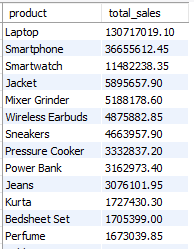 product total_sales
Laptop 130717019.10
Smartphone 36655612.45
Smartwatch 11482238.35
Jacket 5895657.90
Mixer Grinder 5188178.60
Wireless Earbuds 4875882.85
Sneakers 4663957.90
Pressure Cooker 3332837.20
Power Bank 3162973.40
Jeans 3076101.95
Kurta 1727430.30
Bedsheet Set 1705399.00
Perfume 1673039.85